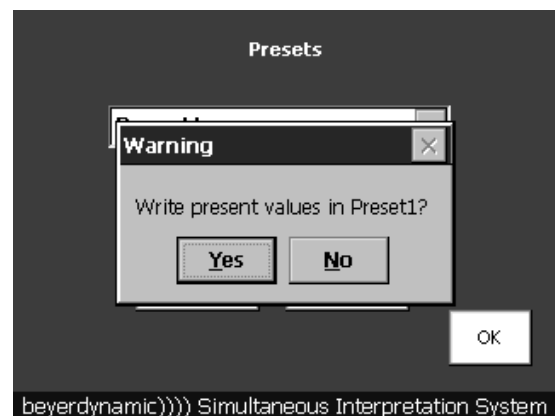 Presets
Warning
Write present values in Preset1?
Yes
No
OK
beyerdynamic)))) Simultaneous Interpretation System